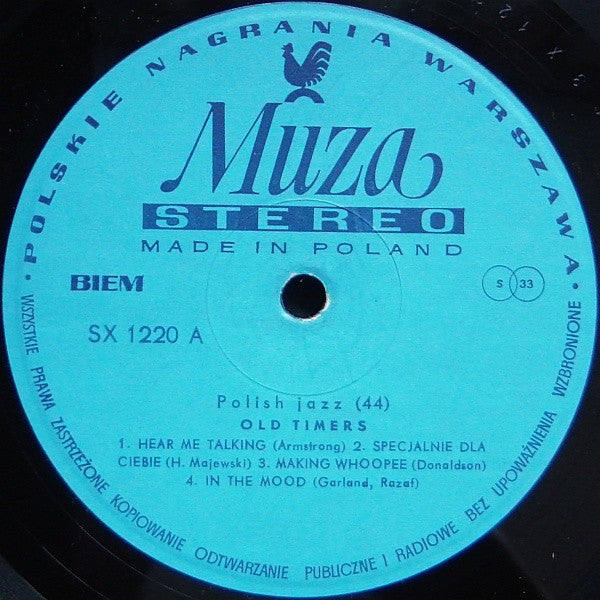 POLSKIE NAGRANIA WARSZAWA
Muza
STEREO
MADE IN POLAND
BIEM
S 33
SX 1220 A
Polish jazz (44)
OLD TIMERS
1. HEAR ME TALKING (Armstrong) 2. SPECJALNIE DLA
CIEBIE (H. Majewski) 3. MAKING WHOOPEE (Donaldson)
4. IN THE MOOD (Garland, Razaf)
• WSZYSTKIE PRAWA ZASTRZEŻONE KOPIOWANIE ODTWARZANIE PUBLICZNE I RADIOWE BEZ UPOWAŻNIENIA WZBRONIONE •